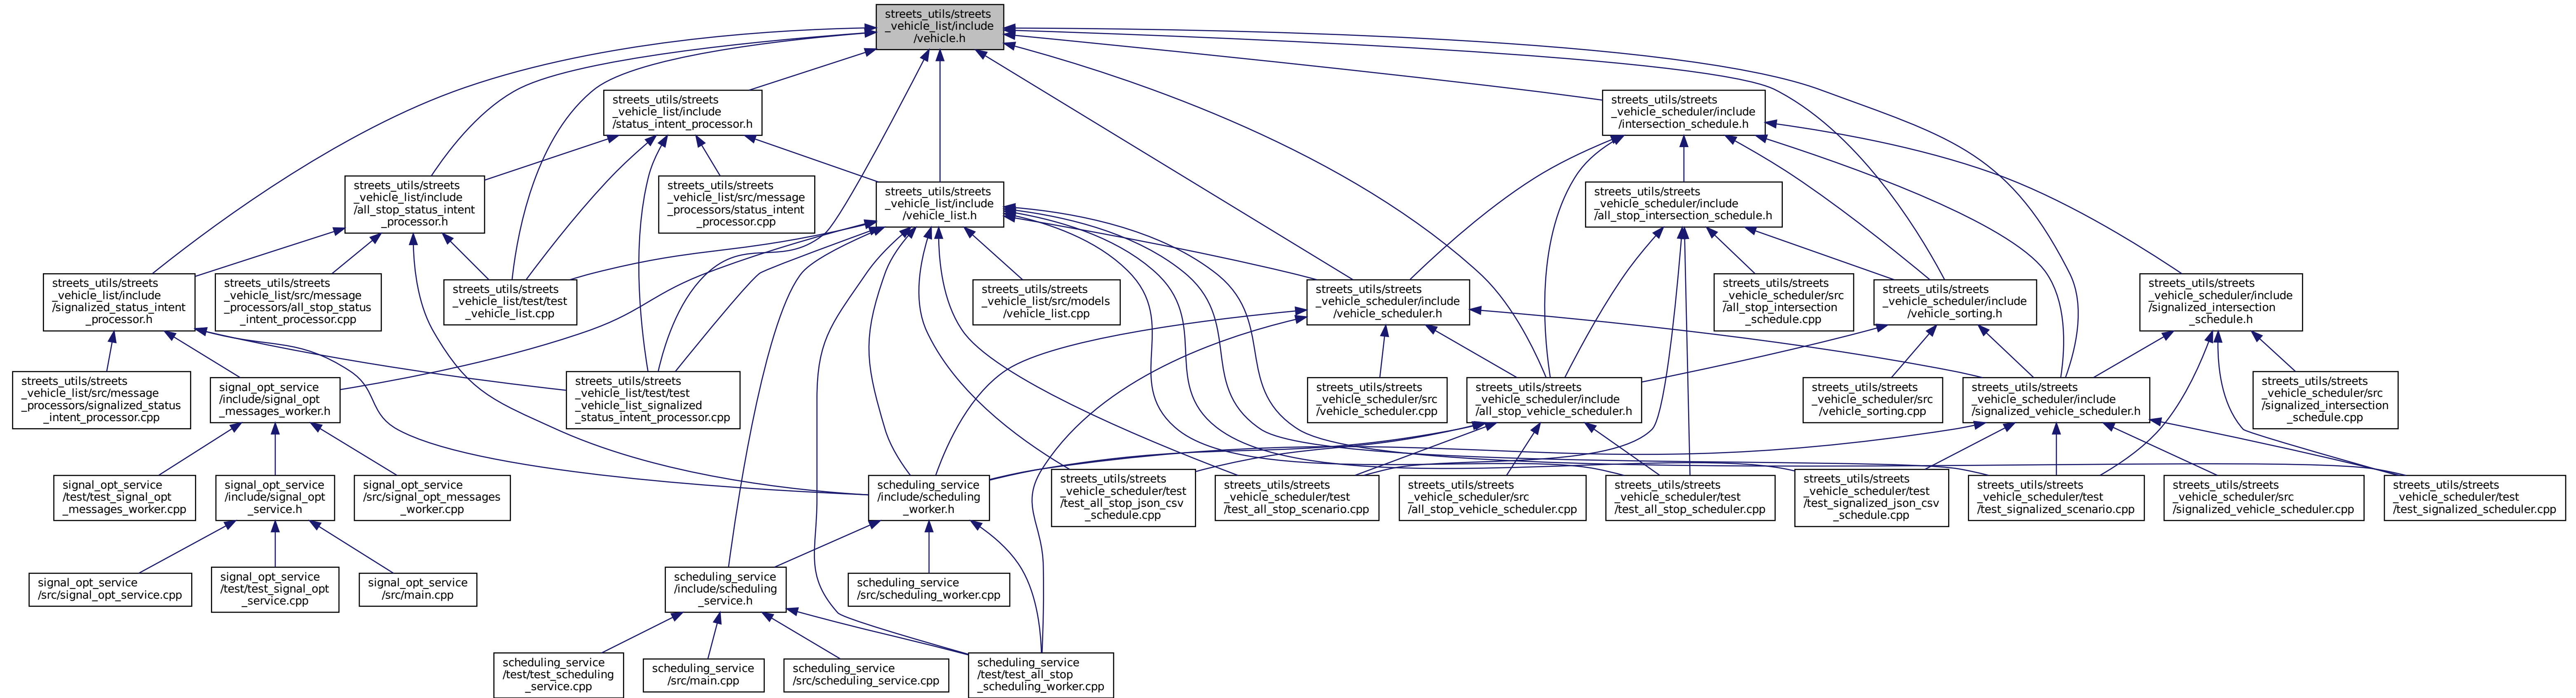 streets_utils/streets
_vehicle_list/include
/vehicle.h
streets_utils/streets
_vehicle_list/include
/status_intent_processor.h
streets_utils/streets
_vehicle_scheduler/include
/intersection_schedule.h
streets_utils/streets
_vehicle_list/include
/all_stop_status_intent
_processor.h
streets_utils/streets
_vehicle_list/src/message
_processors/status_intent
_processor.cpp
streets_utils/streets
_vehicle_list/include
/vehicle_list.h
streets_utils/streets
_vehicle_scheduler/include
/all_stop_intersection_schedule.h
streets_utils/streets
_vehicle_list/include
/signalized_status_intent
_processor.h
streets_utils/streets
_vehicle_list/src/message
_processors/all_stop_status
_intent_processor.cpp
streets_utils/streets
_vehicle_list/test/test
_vehicle_list.cpp
streets_utils/streets
_vehicle_list/src/models
/vehicle_list.cpp
streets_utils/streets
_vehicle_scheduler/include
/vehicle_scheduler.h
streets_utils/streets
_vehicle_scheduler/src
/all_stop_intersection
_schedule.cpp
streets_utils/streets
_vehicle_scheduler/include
/vehicle_sorting.h
streets_utils/streets
_vehicle_scheduler/include
/signalized_intersection
_schedule.h
streets_utils/streets
_vehicle_list/src/message
_processors/signalized_status
_intent_processor.cpp
signal_opt_service
/include/signal_opt
_messages_worker.h
streets_utils/streets
_vehicle_list/test/test
_vehicle_list_signalized
_status_intent_processor.cpp
streets_utils/streets
_vehicle_scheduler/src
/vehicle_scheduler.cpp
streets_utils/streets
_vehicle_scheduler/include
/all_stop_vehicle_scheduler.h
streets_utils/streets
_vehicle_scheduler/src
/vehicle_sorting.cpp
streets_utils/streets
_vehicle_scheduler/include
/signalized_vehicle_scheduler.h
streets_utils/streets
_vehicle_scheduler/src
/signalized_intersection
_schedule.cpp
signal_opt_service
/test/test_signal_opt
_messages_worker.cpp
signal_opt_service
/include/signal_opt
_service.h
signal_opt_service
/src/signal_opt_messages
_worker.cpp
scheduling_service
/include/scheduling
_worker.h
streets_utils/streets
_vehicle_scheduler/test
/test_all_stop_json_csv
_schedule.cpp
streets_utils/streets
_vehicle_scheduler/test
/test_all_stop_scenario.cpp
streets_utils/streets
_vehicle_scheduler/src
/all_stop_vehicle_scheduler.cpp
streets_utils/streets
_vehicle_scheduler/test
/test_all_stop_scheduler.cpp
streets_utils/streets
_vehicle_scheduler/test
/test_signalized_json_csv
_schedule.cpp
streets_utils/streets
_vehicle_scheduler/test
/test_signalized_scenario.cpp
streets_utils/streets
_vehicle_scheduler/src
/signalized_vehicle_scheduler.cpp
streets_utils/streets
_vehicle_scheduler/test
/test_signalized_scheduler.cpp
signal_opt_service
/src/signal_opt_service.cpp
signal_opt_service
/test/test_signal_opt
_service.cpp
signal_opt_service
/src/main.cpp
scheduling_service
/include/scheduling
_service.h
scheduling_service
/src/scheduling_worker.cpp
scheduling_service
/test/test_scheduling
_service.cpp
scheduling_service
/src/main.cpp
scheduling_service
/src/scheduling_service.cpp
scheduling_service
/test/test_all_stop
_scheduling_worker.cpp